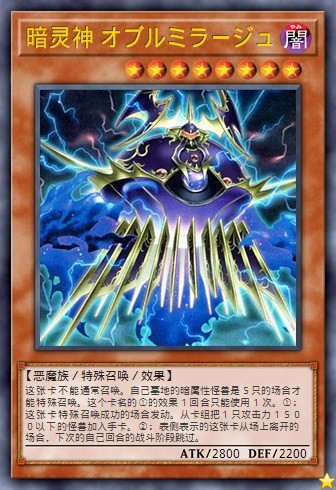 暗灵神 オブルミラージュ
闇
【恶魔族／特殊召唤／效果】
这张卡不能通常召唤。自己墓地的暗属性怪兽是5只的场合才
能特殊召唤。这个卡名的①的效果1回合只能使用1次。①：
这张卡特殊召唤成功的场合发动。从卡组把1只攻击力150
0以下的怪兽加入手卡。②：表侧表示的这张卡从场上离开的
场合，下次的自己回合的战斗阶段跳过。
ATK/2800 DEF/2200